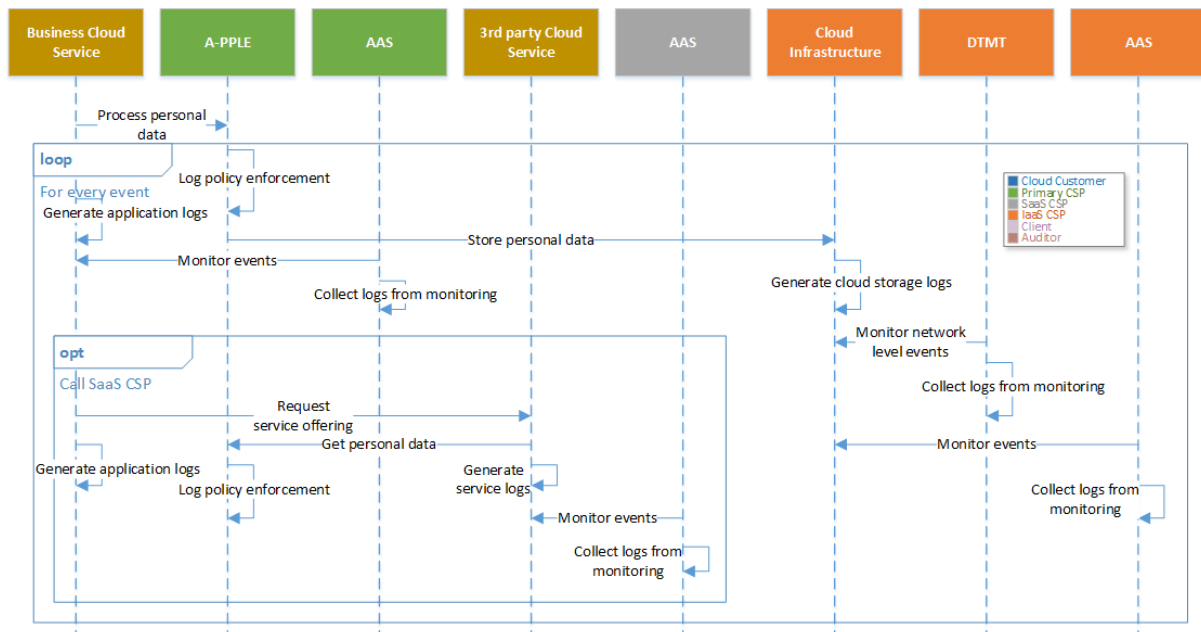 Business Cloud
Service
A-PPLE
AAS
3rd party Cloud
Service
AAS
Cloud
Infrastructure
DTMT
AAS
Process personal
data
loop
For every event
Log policy enforcement
Generate application logs
Cloud Customer
Primary CSP
SaaS CSP
IaaS CSP
Client
Auditor
Store personal data
Monitor events
Generate cloud storage logs
Collect logs from monitoring
Monitor network
level events
opt
Call SaaS CSP
Collect logs from monitoring
Request
service offering
Get personal data
Monitor events
Generate application logs
Log policy enforcement
Generate
service logs
Collect logs from
monitoring
Monitor events
Collect logs from
monitoring